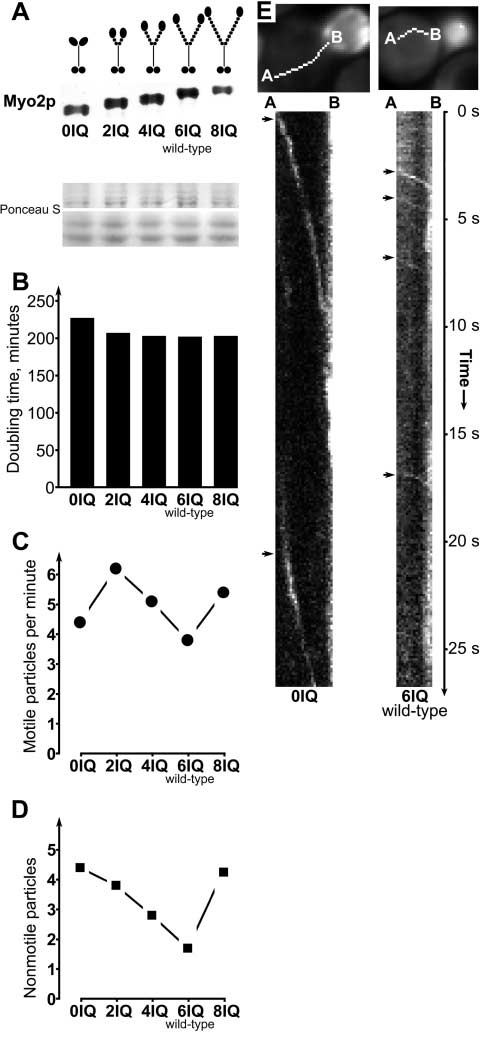 A
Myo2p
0IQ 2IQ 4IQ 6IQ 8IQ
wild-type
Ponceau S
B
Doubling time, minutes
250
200
150
100
50
0
0IQ 2IQ 4IQ 6IQ 8IQ
wild-type
C
Motile particles per minute
6
5
4
3
2
1
0IQ 2IQ 4IQ 6IQ 8IQ
wild-type
D
Nonmotile particles
5
4
3
2
1
0
0IQ 2IQ 4IQ 6IQ 8IQ
wild-type
E
A B
A B
A B
A B
0 s
5 s
10 s
Time
15 s
20 s
25 s
0IQ
6IQ
wild-type